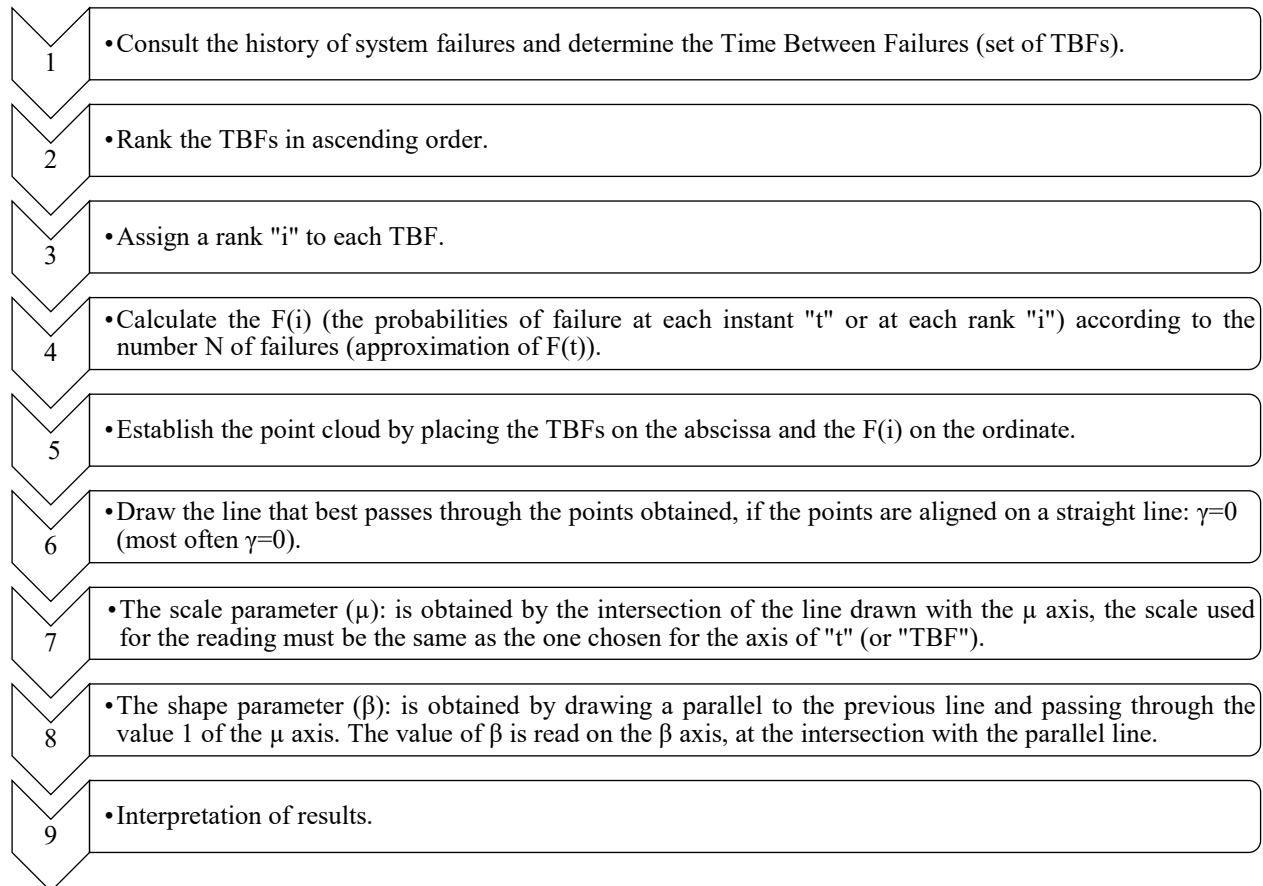 1
•Consult the history of system failures and determine the Time Between Failures (set of TBFs).
2
•Rank the TBFs in ascending order.
3
•Assign a rank "i" to each TBF.
4
•Calculate the F(i) (the probabilities of failure at each instant "t" or at each rank "i") according to the
number N of failures (approximation of F(t)).
5
•Establish the point cloud by placing the TBFs on the abscissa and the F(i) on the ordinate.
6
•Draw the line that best passes through the points obtained, if the points are aligned on a straight line: γ=0
(most often γ=0).
7
•The scale parameter (µ): is obtained by the intersection of the line drawn with the µ axis, the scale used
for the reading must be the same as the one chosen for the axis of "t" (or "TBF").
8
•The shape parameter (β): is obtained by drawing a parallel to the previous line and passing through the
value 1 of the µ axis. The value of β is read on the β axis, at the intersection with the parallel line.
9
•Interpretation of results.